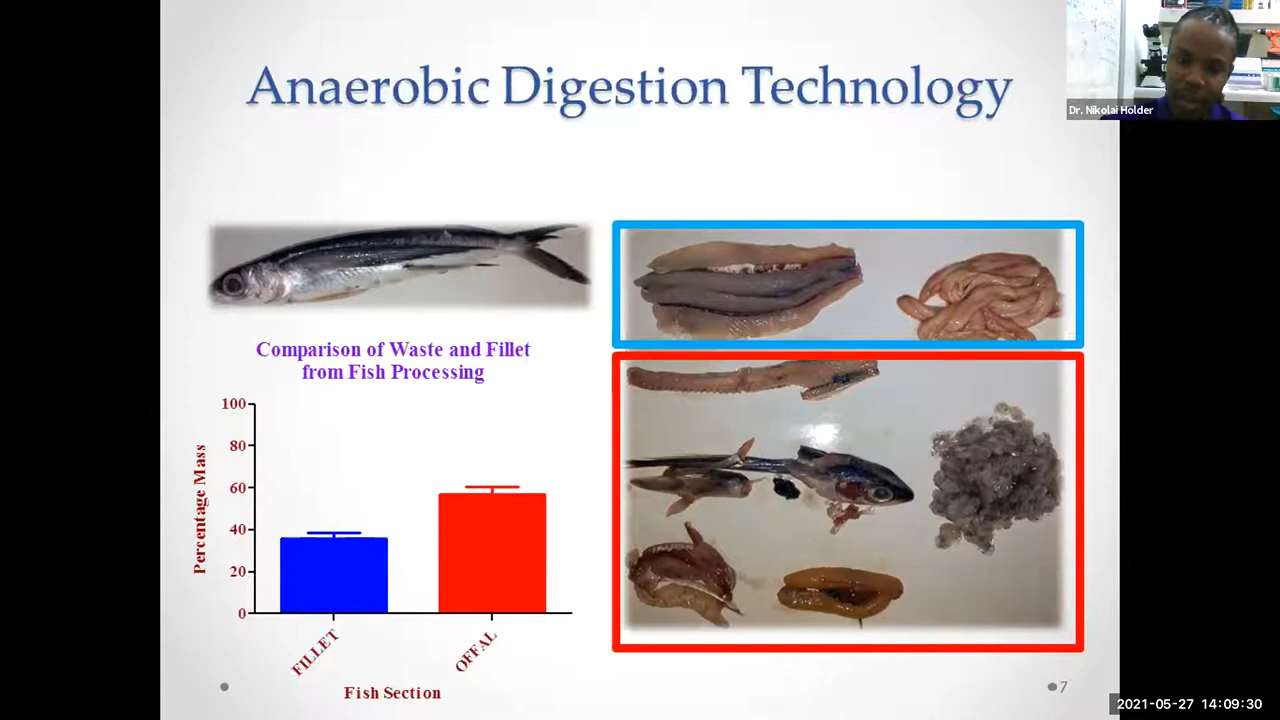 Anaerobic Digestion Technology
Dr. Nikolai Holder
Comparison of Waste and Fillet
from Fish Processing
100
80
60
40
20
0
Percentage Mass
FILLET
OFFAL
Fish Section
7
2021-05-27 14:09:30